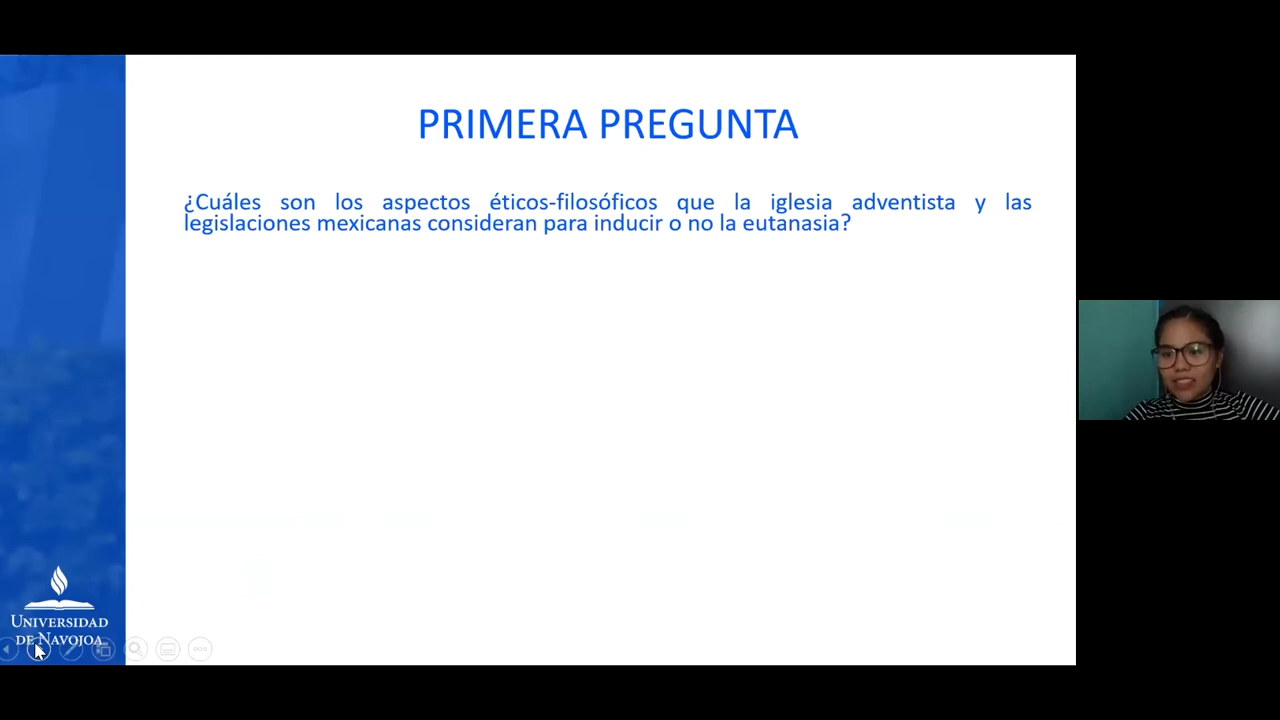 PRIMERA PREGUNTA
¿Cuáles son los aspectos éticos-filosóficos que la iglesia adventista y las
legislaciones mexicanas consideran para inducir o no la eutanasia?
UNIVERSIDAD
DE NAVOJOA